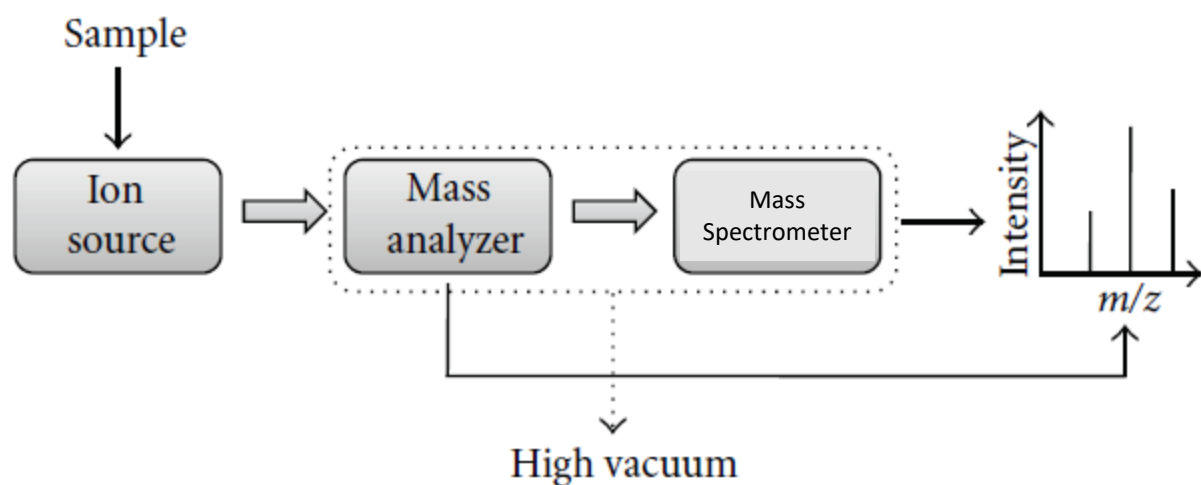 Sample
Ion
source
Mass
analyzer
Mass
Spectrometer
Intensity
m/z
High vacuum